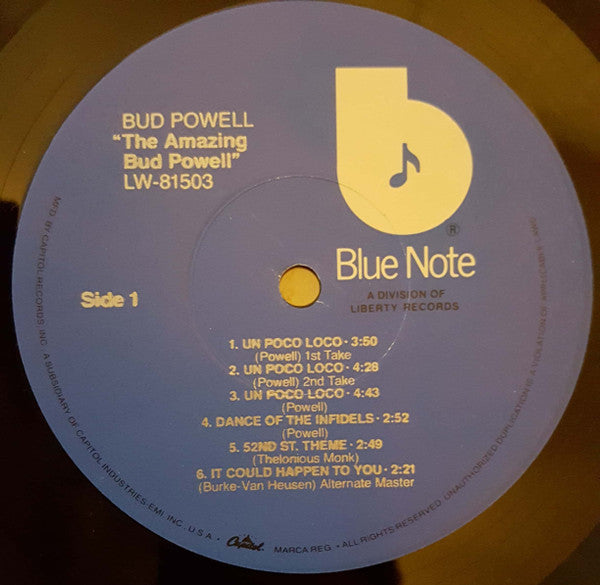 BUD POWELL
"The Amazing
Bud Powell"
LW-81503
®
Blue Note
A DIVISION OF
LIBERTY RECORDS
Side 1
1. UN POCO LOCO · 3:50
(Powell) 1st Take
2. UN POCO LOCO · 4:28
(Powell) 2nd Take
3. UN POCO LOCO · 4:43
(Powell)
4. DANCE OF THE INFIDELS · 2:52
(Powell)
5. 52ND ST. THEME · 2:49
(Thelonious Monk)
6. IT COULD HAPPEN TO YOU · 2:21
(Burke-Van Heusen) Alternate Master
MFD. BY CAPITOL RECORDS, INC. A SUBSIDIARY OF CAPITOL INDUSTRIES-EMI, INC. U.S.A. · Capitol MARCA REG. · ALL RIGHTS RESERVED. UNAUTHORIZED DUPLICATION IS A VIOLATION OF APPLICABLE LAWS.